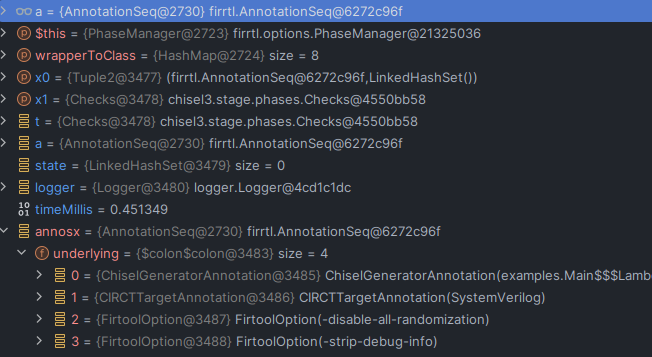 a = {AnnotationSeq@2730} firrtl.AnnotationSeq@6272c96f
p $this = {PhaseManager@2723} firrtl.options.PhaseManager@21325036
p wrapperToClass = {HashMap@2724} size = 8
p x0 = {Tuple2@3477} (firrtl.AnnotationSeq@6272c96f,LinkedHashSet())
p x1 = {Checks@3478} chisel3.stage.phases.Checks@4550bb58
t = {Checks@3478} chisel3.stage.phases.Checks@4550bb58
a = {AnnotationSeq@2730} firrtl.AnnotationSeq@6272c96f
state = {LinkedHashSet@3479} size = 0
logger = {Logger@3480} logger.Logger@4cd1c1dc
10 01 timeMillis = 0.451349
annosx = {AnnotationSeq@2730} firrtl.AnnotationSeq@6272c96f
f underlying = {$colon$colon@3483} size = 4
0 = {ChiselGeneratorAnnotation@3485} ChiselGeneratorAnnotation(examples.Main$$$Lamb
1 = {CIRCTTargetAnnotation@3486} CIRCTTargetAnnotation(SystemVerilog)
2 = {FirtoolOption@3487} FirtoolOption(-disable-all-randomization)
3 = {FirtoolOption@3488} FirtoolOption(-strip-debug-info)